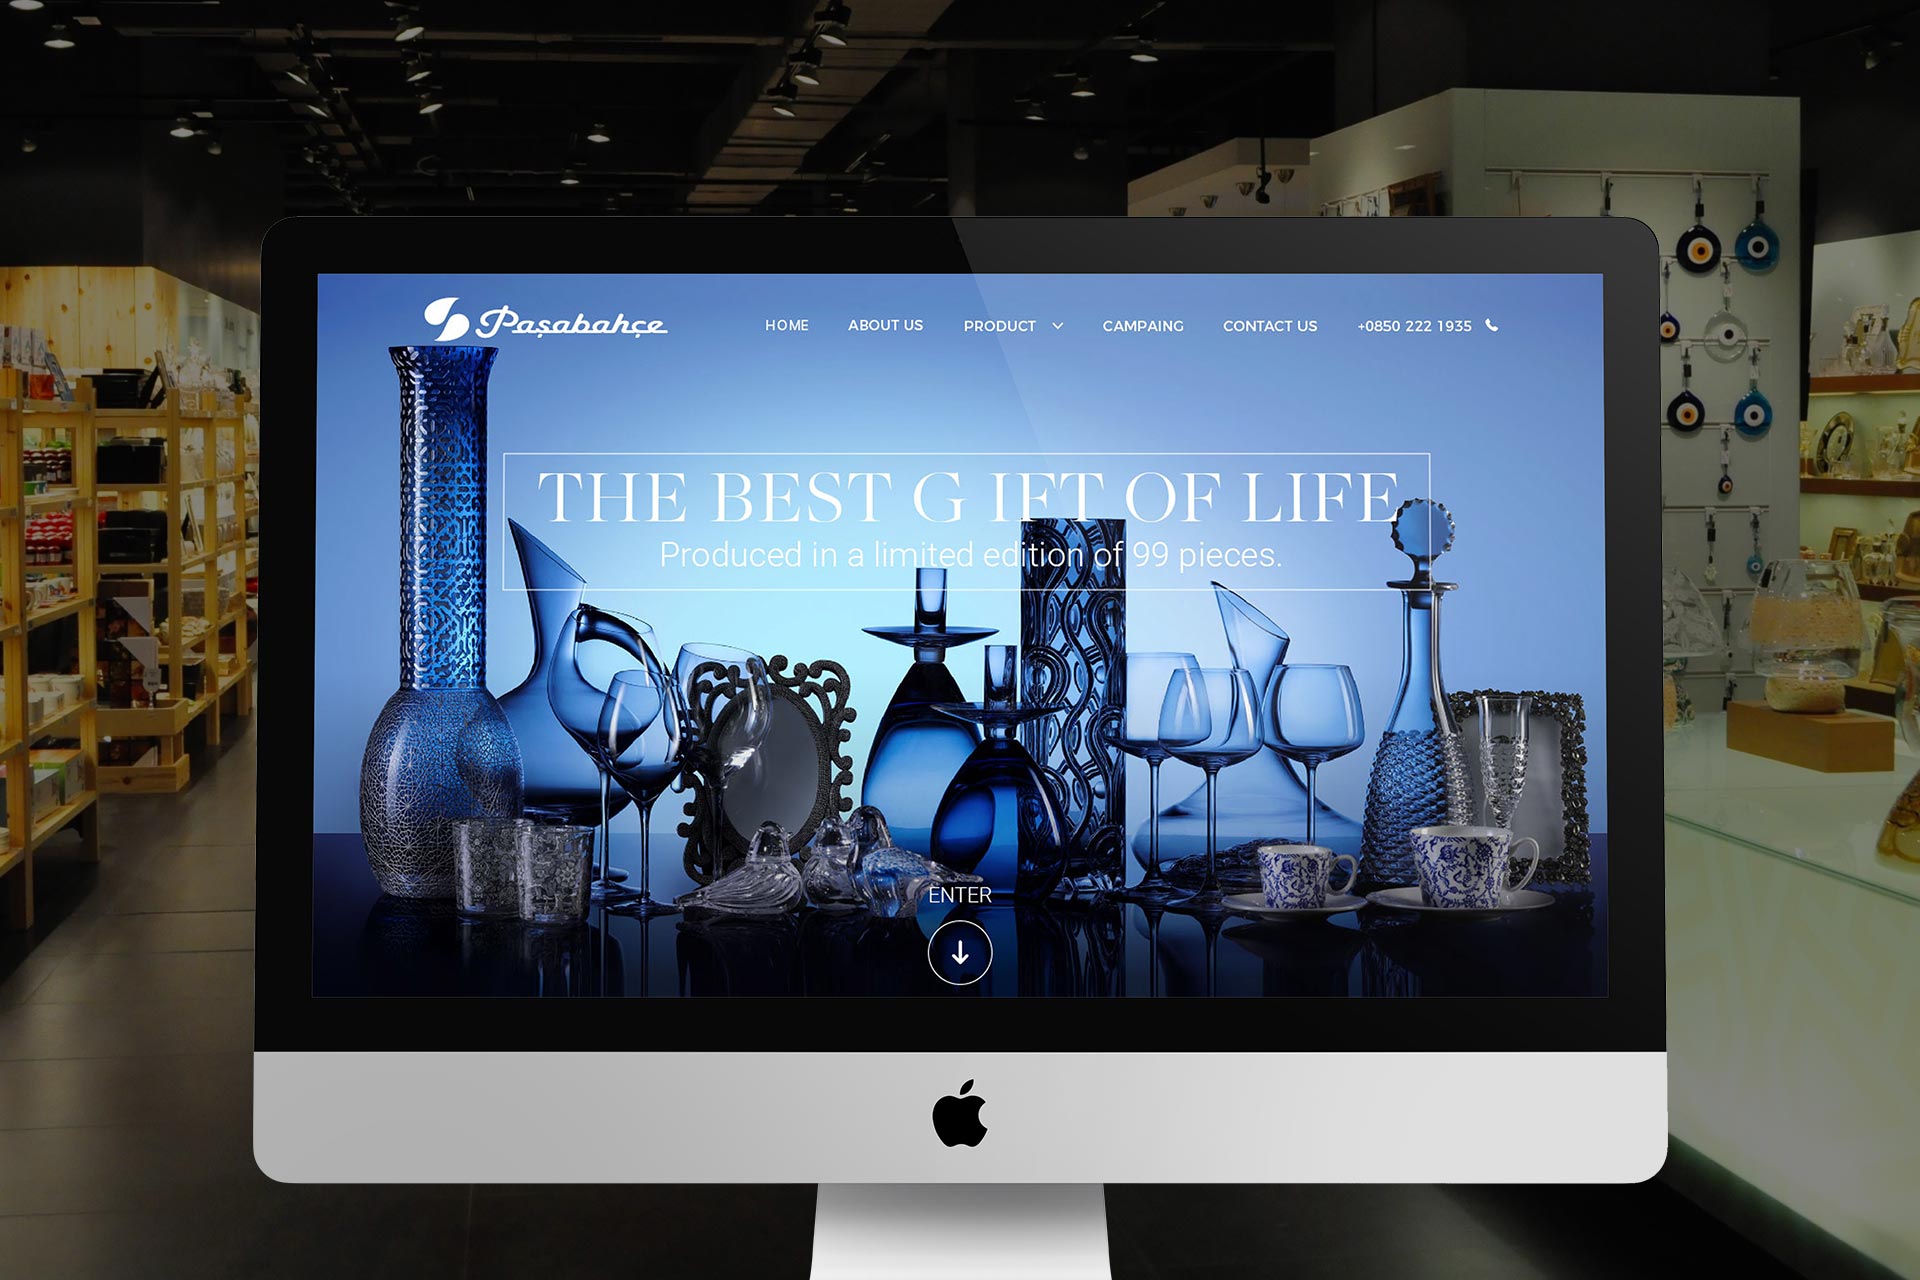 Paşabahçe
HOME ABOUT US PRODUCT CAMPAING CONTACT US +0850 222 1935
THE BEST G IFT OF LIFE
Produced in a limited edition of 99 pieces.
ENTER